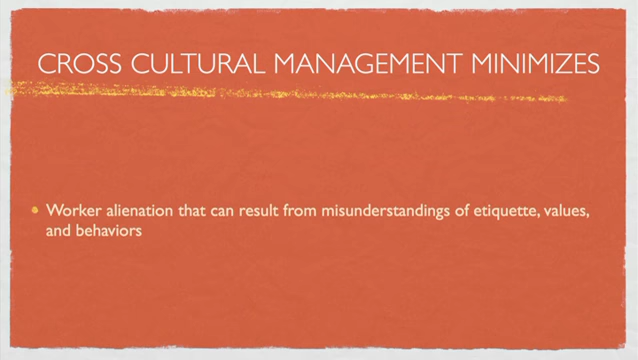 CROSS CULTURAL MANAGEMENT MINIMIZES
• Worker alienation that can result from misunderstandings of etiquette, values,
and behaviors